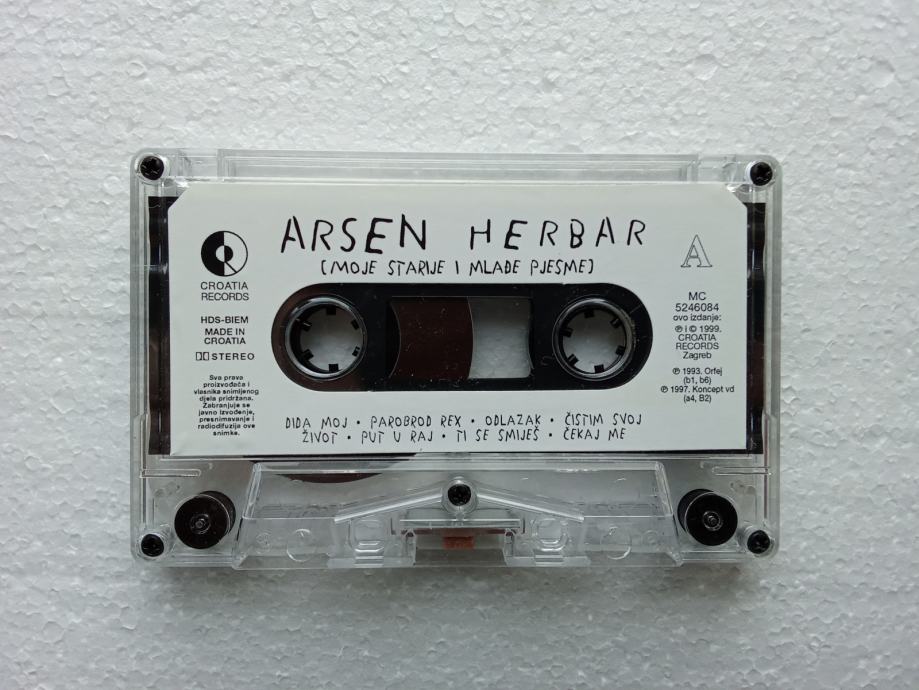 ARSEN HERBAR
(MOJE STARIJE I MLAĐE PJESME)
CROATIA
RECORDS
HDS-BIEM
MADE IN
CROATIA
STEREO
Sva prava
proizvođača i
vlasnika snimljenog
djela pridržana.
Zabranjuje se
javno izvođenje,
presnimavanje i
radiodifuzija ove
snimke.
A
MC
5246084
ovo izdanje:
℗ i © 1999.
CROATIA
RECORDS
Zagreb
℗ 1993. Orfej
(b1, b6)
℗ 1997. Koncept vd
(a4, B2)
DIDA MOJ • PAROBROD REX • ODLAZAK • ČISTIM SVOJ
ŽIVOT • PUT U RAJ • TI SE SMIJEŠ • ČEKAJ ME